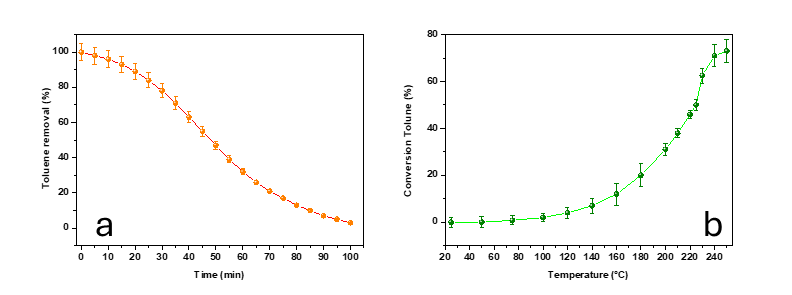 100
80
60
40
20
0
Toluene removal (%)
a
0 10 20 30 40 50 60 70 80 90 100
Time (min)
80
60
40
20
0
Conversion Tolune (%)
b
20 40 60 80 100 120 140 160 180 200 220 240
Temperature (°C)